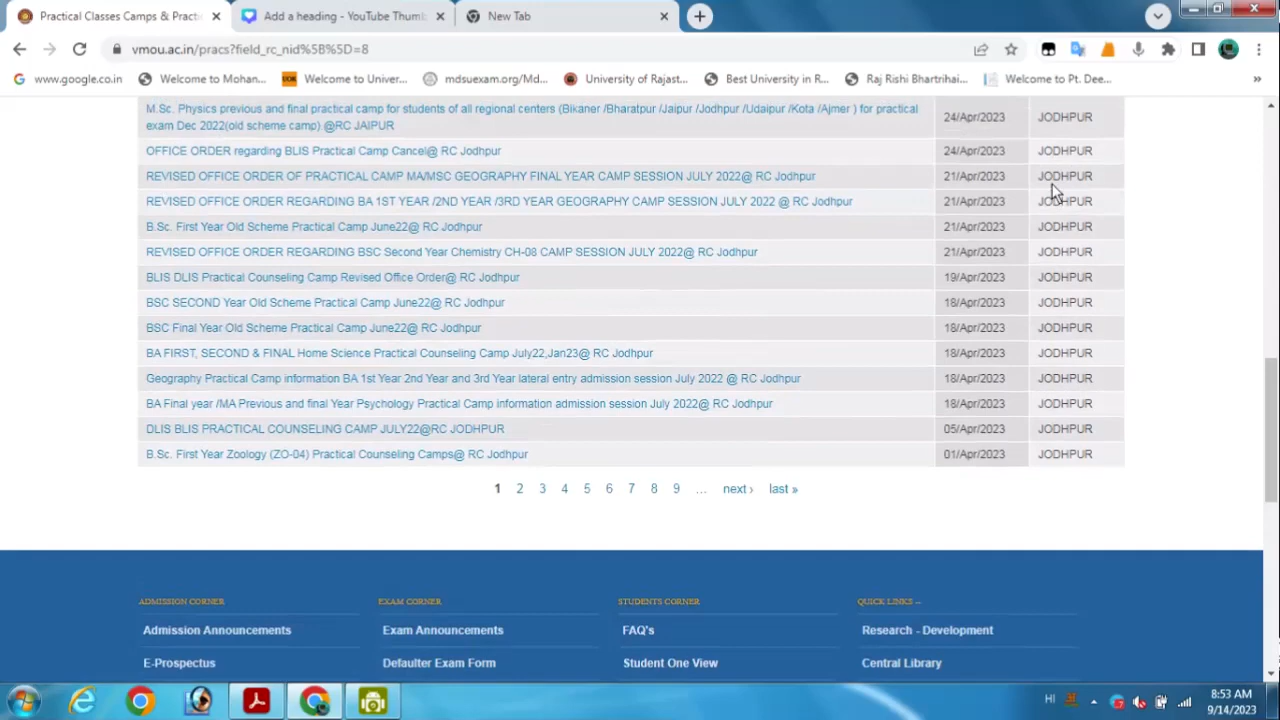 Practical Classes Camps & Practi
Add a heading - YouTube Thumb
New Tab
vmou.ac.in/pracs?field_rc_nid%5B%5D=8
www.google.co.in
Welcome to Mohan...
Welcome to Univer...
mdsuexam.org/Md...
University of Rajast...
Best University in R...
Raj Rishi Bhartrihai...
Welcome to Pt. Dee...
»
M.Sc. Physics previous and final practical camp for students of all regional centers (Bikaner /Bharatpur /Jaipur /Jodhpur /Udaipur /Kota /Ajmer ) for practical
exam Dec 2022(old scheme camp) @RC JAIPUR
24/Apr/2023 JODHPUR
OFFICE ORDER regarding BLIS Practical Camp Cancel@ RC Jodhpur 24/Apr/2023 JODHPUR
REVISED OFFICE ORDER OF PRACTICAL CAMP MA/MSC GEOGRAPHY FINAL YEAR CAMP SESSION JULY 2022@ RC Jodhpur 21/Apr/2023 JODHPUR
REVISED OFFICE ORDER REGARDING BA 1ST YEAR /2ND YEAR /3RD YEAR GEOGRAPHY CAMP SESSION JULY 2022 @ RC Jodhpur 21/Apr/2023 JODHPUR
B.Sc. First Year Old Scheme Practical Camp June22@ RC Jodhpur 21/Apr/2023 JODHPUR
REVISED OFFICE ORDER REGARDING BSC Second Year Chemistry CH-08 CAMP SESSION JULY 2022@ RC Jodhpur 21/Apr/2023 JODHPUR
BLIS DLIS Practical Counseling Camp Revised Office Order@ RC Jodhpur 19/Apr/2023 JODHPUR
BSC SECOND Year Old Scheme Practical Camp June22@ RC Jodhpur 18/Apr/2023 JODHPUR
BSC Final Year Old Scheme Practical Camp June22@ RC Jodhpur 18/Apr/2023 JODHPUR
BA FIRST, SECOND & FINAL Home Science Practical Counseling Camp July22,Jan23@ RC Jodhpur 18/Apr/2023 JODHPUR
Geography Practical Camp information BA 1st Year 2nd Year and 3rd Year lateral entry admission session July 2022 @ RC Jodhpur 18/Apr/2023 JODHPUR
BA Final year /MA Previous and final Year Psychology Practical Camp information admission session July 2022@ RC Jodhpur 18/Apr/2023 JODHPUR
DLIS BLIS PRACTICAL COUNSELING CAMP JULY22@RC JODHPUR 05/Apr/2023 JODHPUR
B.Sc. First Year Zoology (ZO-04) Practical Counseling Camps@ RC Jodhpur 01/Apr/2023 JODHPUR
1 2 3 4 5 6 7 8 9 … next › last »
ADMISSION CORNER EXAM CORNER STUDENTS CORNER QUICK LINKS --
Admission Announcements Exam Announcements FAQ's Research - Development
E-Prospectus Defaulter Exam Form Student One View Central Library
HI
8:53 AM
9/14/2023